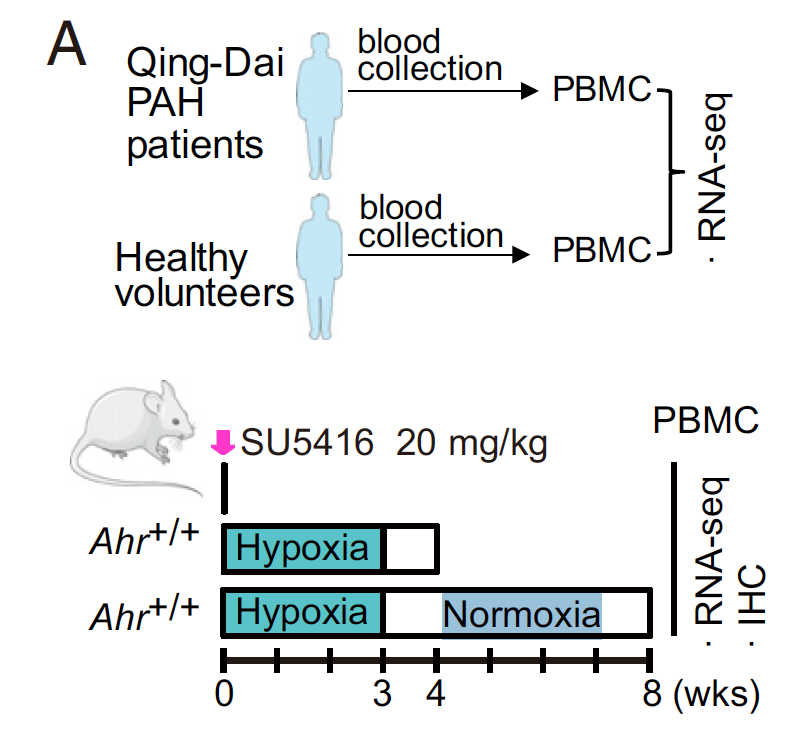 A
Qing-Dai
PAH
patients
blood
collection
PBMC
Healthy
volunteers
blood
collection
PBMC
· RNA-seq
SU5416 20 mg/kg
PBMC
Ahr+/+
Hypoxia
Ahr+/+
Hypoxia
Normoxia
· RNA-seq
· IHC
0 3 4 8 (wks)